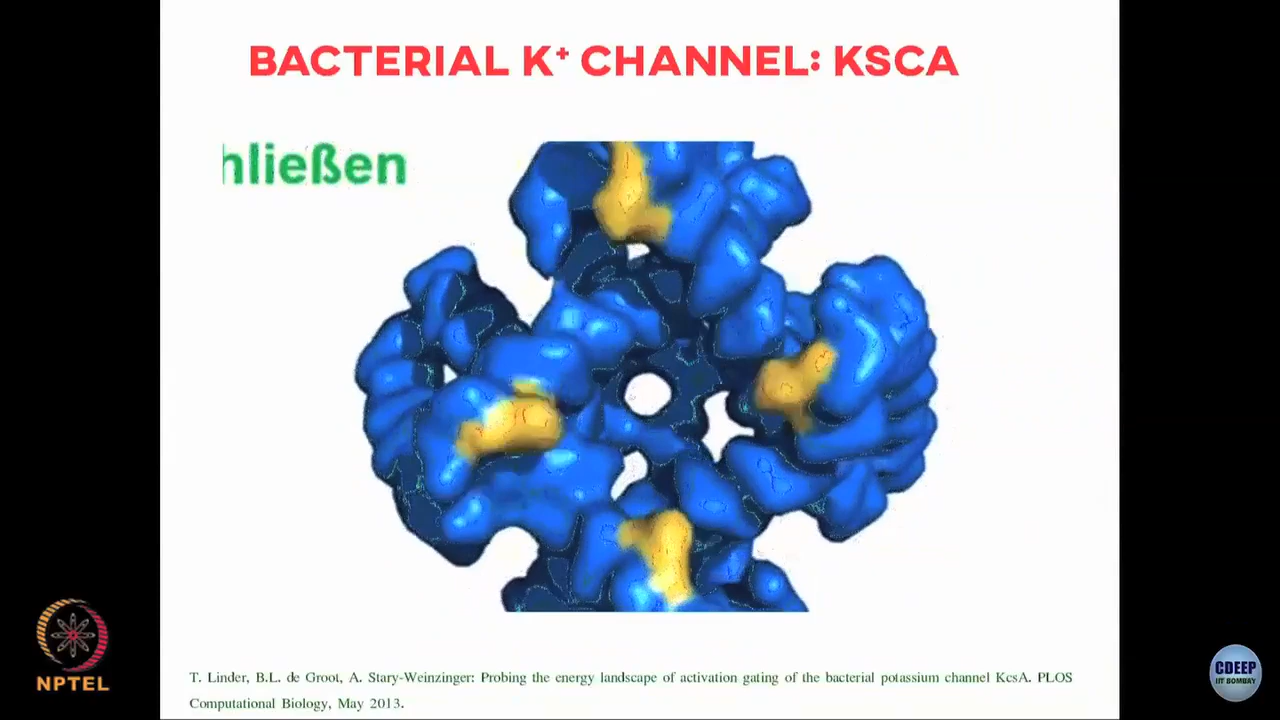 BACTERIAL K⁺ CHANNEL: KSCA
hließen
T. Linder, B.L. de Groot, A. Stary-Weinzinger: Probing the energy landscape of activation gating of the bacterial potassium channel KcsA. PLOS
Computational Biology, May 2013.
NPTEL
CDEEP
IIT BOMBAY